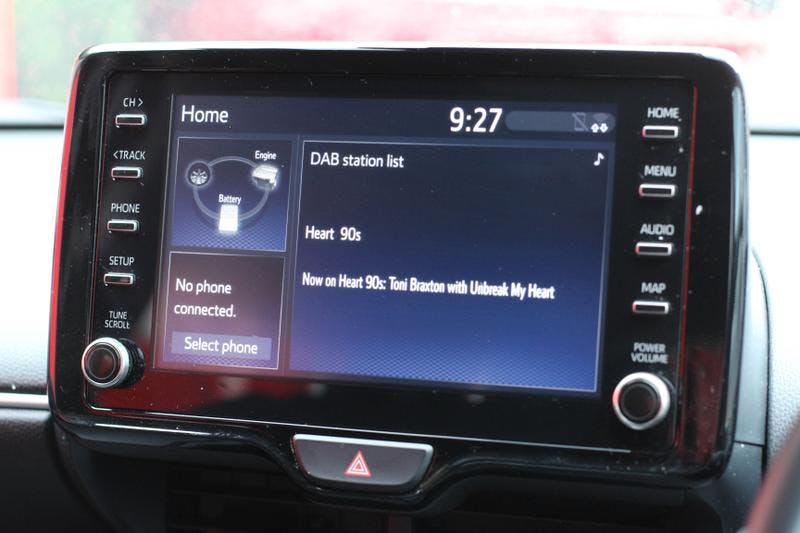 CH >
<TRACK
PHONE
SETUP
TUNE
SCROLL
Home
9:27
Engine
Battery
No phone
connected.
Select phone
DAB station list
Heart 90s
Now on Heart 90s: Toni Braxton with Unbreak My Heart
HOME
MENU
AUDIO
MAP
POWER
VOLUME